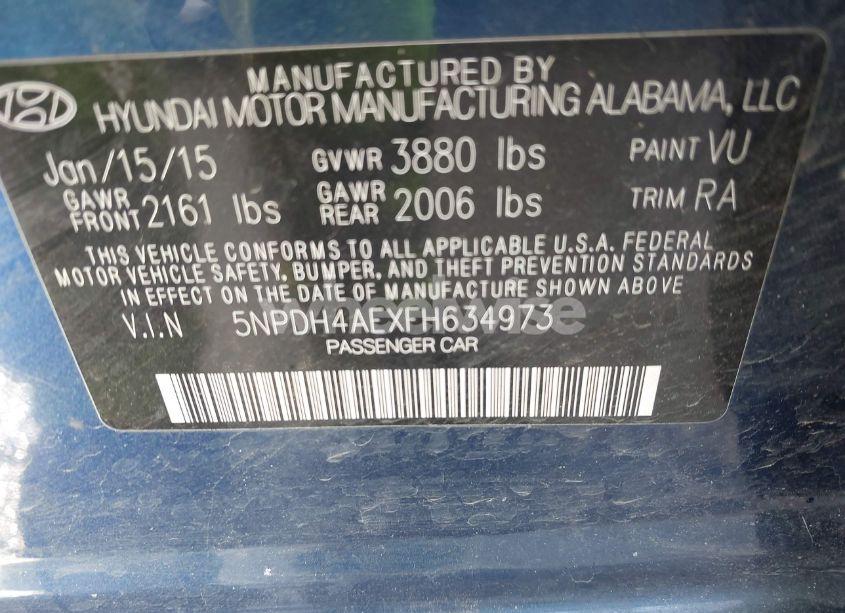 MANUFACTURED BY
HYUNDAI MOTOR MANUFACTURING ALABAMA, LLC
Jan/15/15 GVWR 3880 lbs PAINT VU
GAWR FRONT 2161 lbs GAWR REAR 2006 lbs TRIM RA
THIS VEHICLE CONFORMS TO ALL APPLICABLE U.S.A. FEDERAL
MOTOR VEHICLE SAFETY, BUMPER, AND THEFT PREVENTION STANDARDS
IN EFFECT ON THE DATE OF MANUFACTURE SHOWN ABOVE.
V.I.N 5NPDH4AEXFH634973
PASSENGER CAR